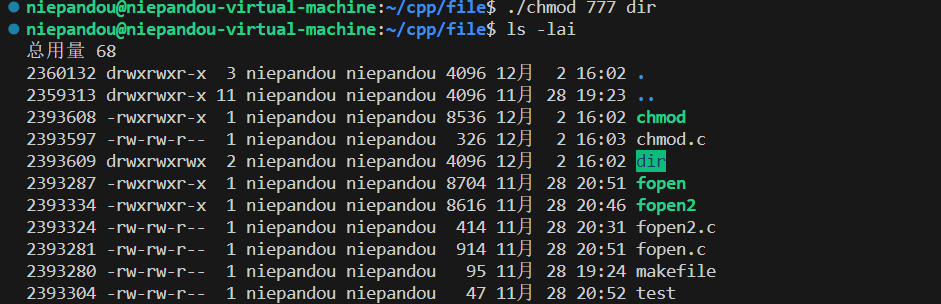 niepandou@niepandou-virtual-machine:~/cpp/file$ ./chmod 777 dir
niepandou@niepandou-virtual-machine:~/cpp/file$ ls -lai
总用量 68
2360132 drwxrwxr-x  3 niepandou niepandou 4096 12月  2 16:02 .
2359313 drwxrwxr-x 11 niepandou niepandou 4096 11月 28 19:23 ..
2393608 -rwxrwxr-x  1 niepandou niepandou 8536 12月  2 16:02 chmod
2393597 -rw-rw-r--  1 niepandou niepandou  326 12月  2 16:03 chmod.c
2393609 drwxrwxrwx  2 niepandou niepandou 4096 12月  2 16:02 dir
2393287 -rwxrwxr-x  1 niepandou niepandou 8704 11月 28 20:51 fopen
2393334 -rwxrwxr-x  1 niepandou niepandou 8616 11月 28 20:46 fopen2
2393324 -rw-rw-r--  1 niepandou niepandou  414 11月 28 20:31 fopen2.c
2393281 -rw-rw-r--  1 niepandou niepandou  914 11月 28 20:51 fopen.c
2393280 -rw-rw-r--  1 niepandou niepandou   95 11月 28 19:24 makefile
2393304 -rw-rw-r--  1 niepandou niepandou   47 11月 28 20:52 test